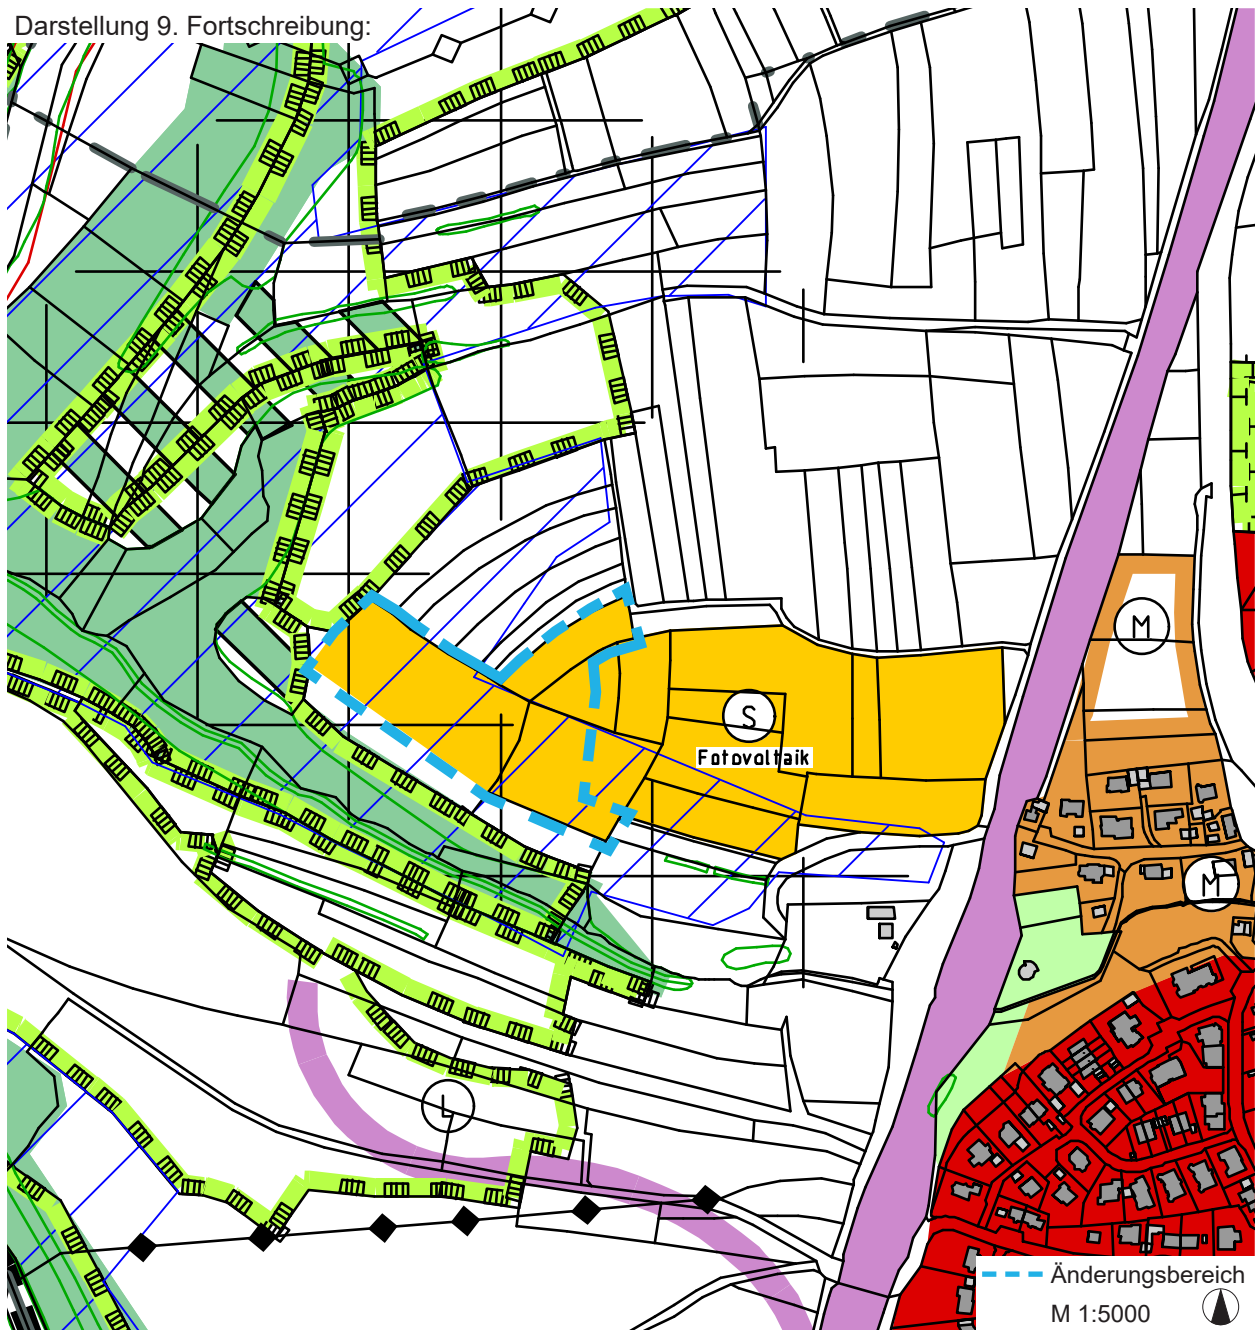 Darstellung 9. Fortschreibung:
M
S
Fotovoltaik
M
L
Änderungsbereich
M 1:5000